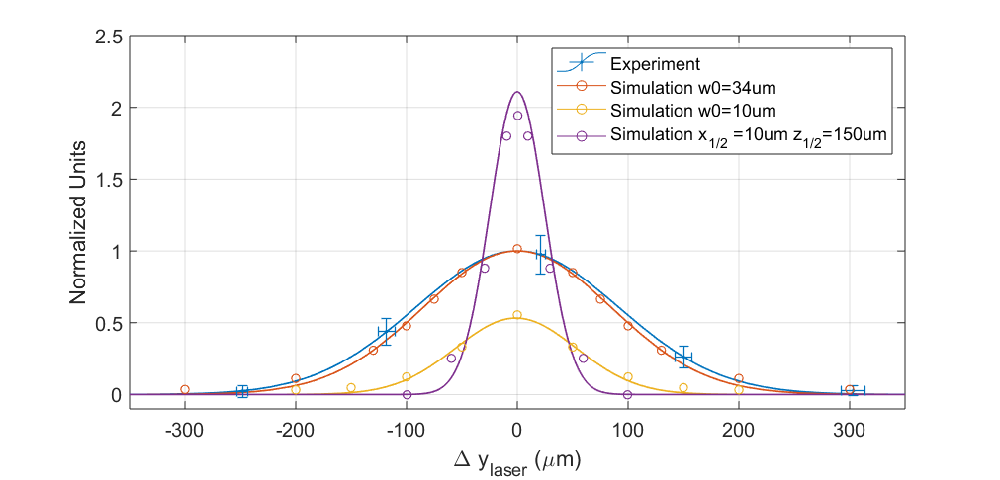 2.5
2
1.5
1
0.5
0
Normalized Units
Experiment
Simulation w0=34um
Simulation w0=10um
Simulation x1/2 =10um z1/2=150um
-300 -200 -100 0 100 200 300
Δ ylaser (μm)